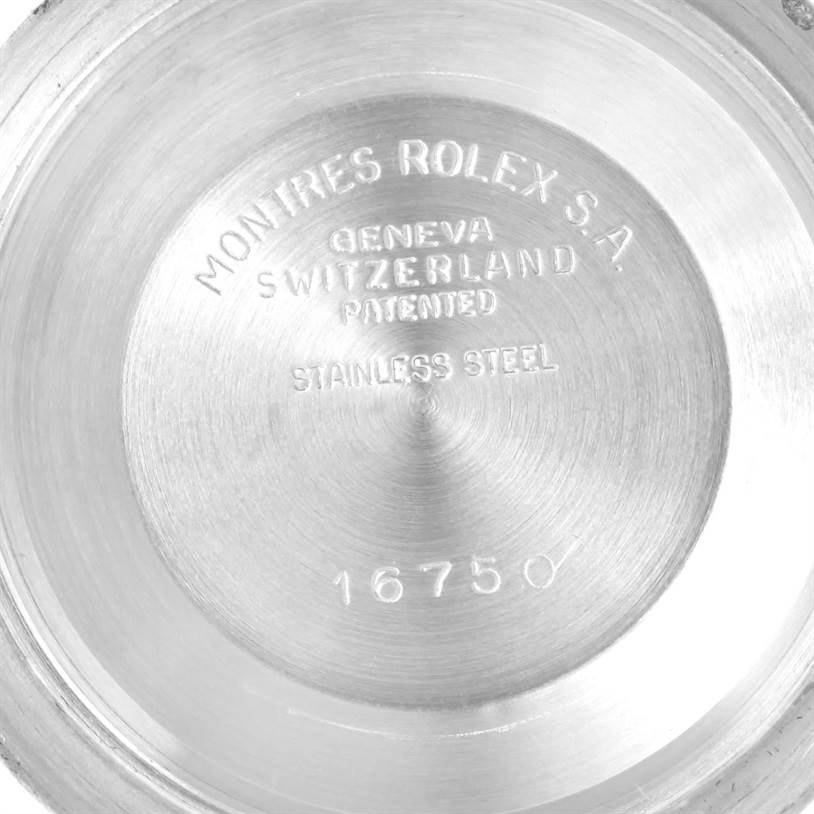 MONTRES ROLEX S.A.
GENEVA
SWITZERLAND
PATENTED
STAINLESS STEEL
16750